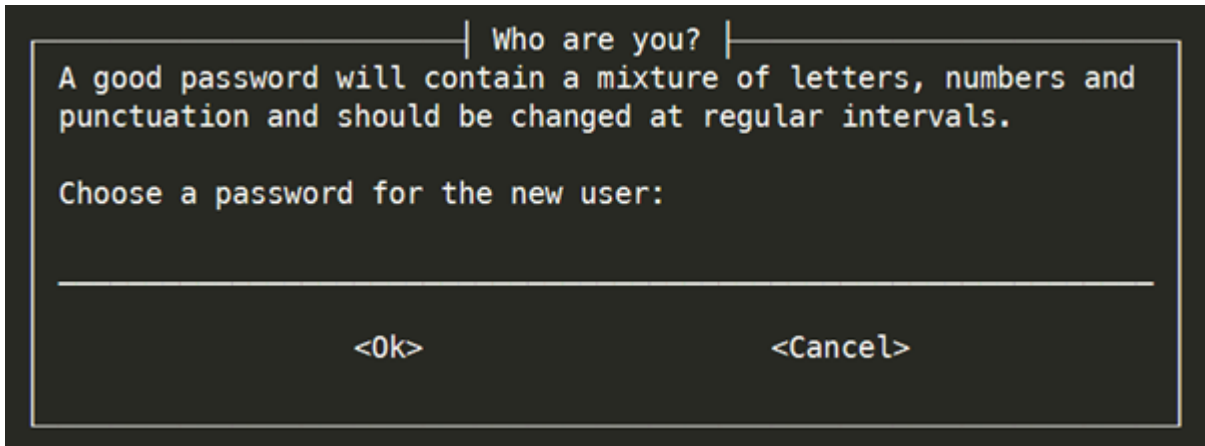 Who are you?
A good password will contain a mixture of letters, numbers and
punctuation and should be changed at regular intervals.
Choose a password for the new user:
<Ok> <Cancel>